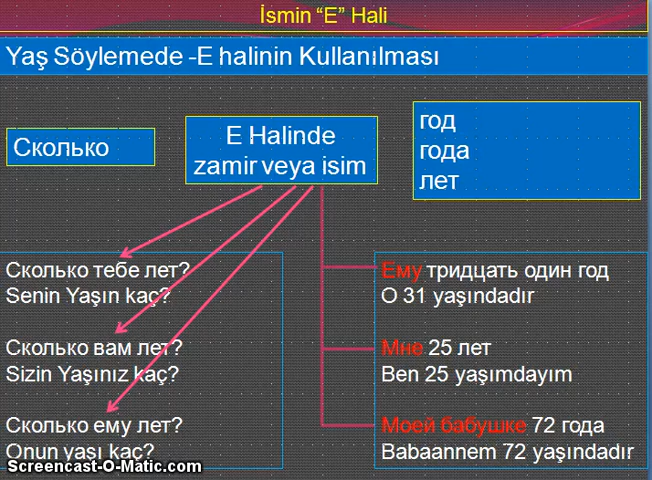 İsmin “E” Hali
Yaş Söylemede -E halinin Kullanılması
Сколько
E Halinde
zamir veya isim
год
года
лет
Сколько тебе лет?
Senin Yaşın kaç?
Сколько вам лет?
Sizin Yaşınız kaç?
Сколько ему лет?
Onun yaşı kaç?
Ему тридцать один год
O 31 yaşındadır
Мне 25 лет
Ben 25 yaşımdayım
Моей бабушке 72 года
Babaannem 72 yaşındadır
Screencast-O-Matic.com